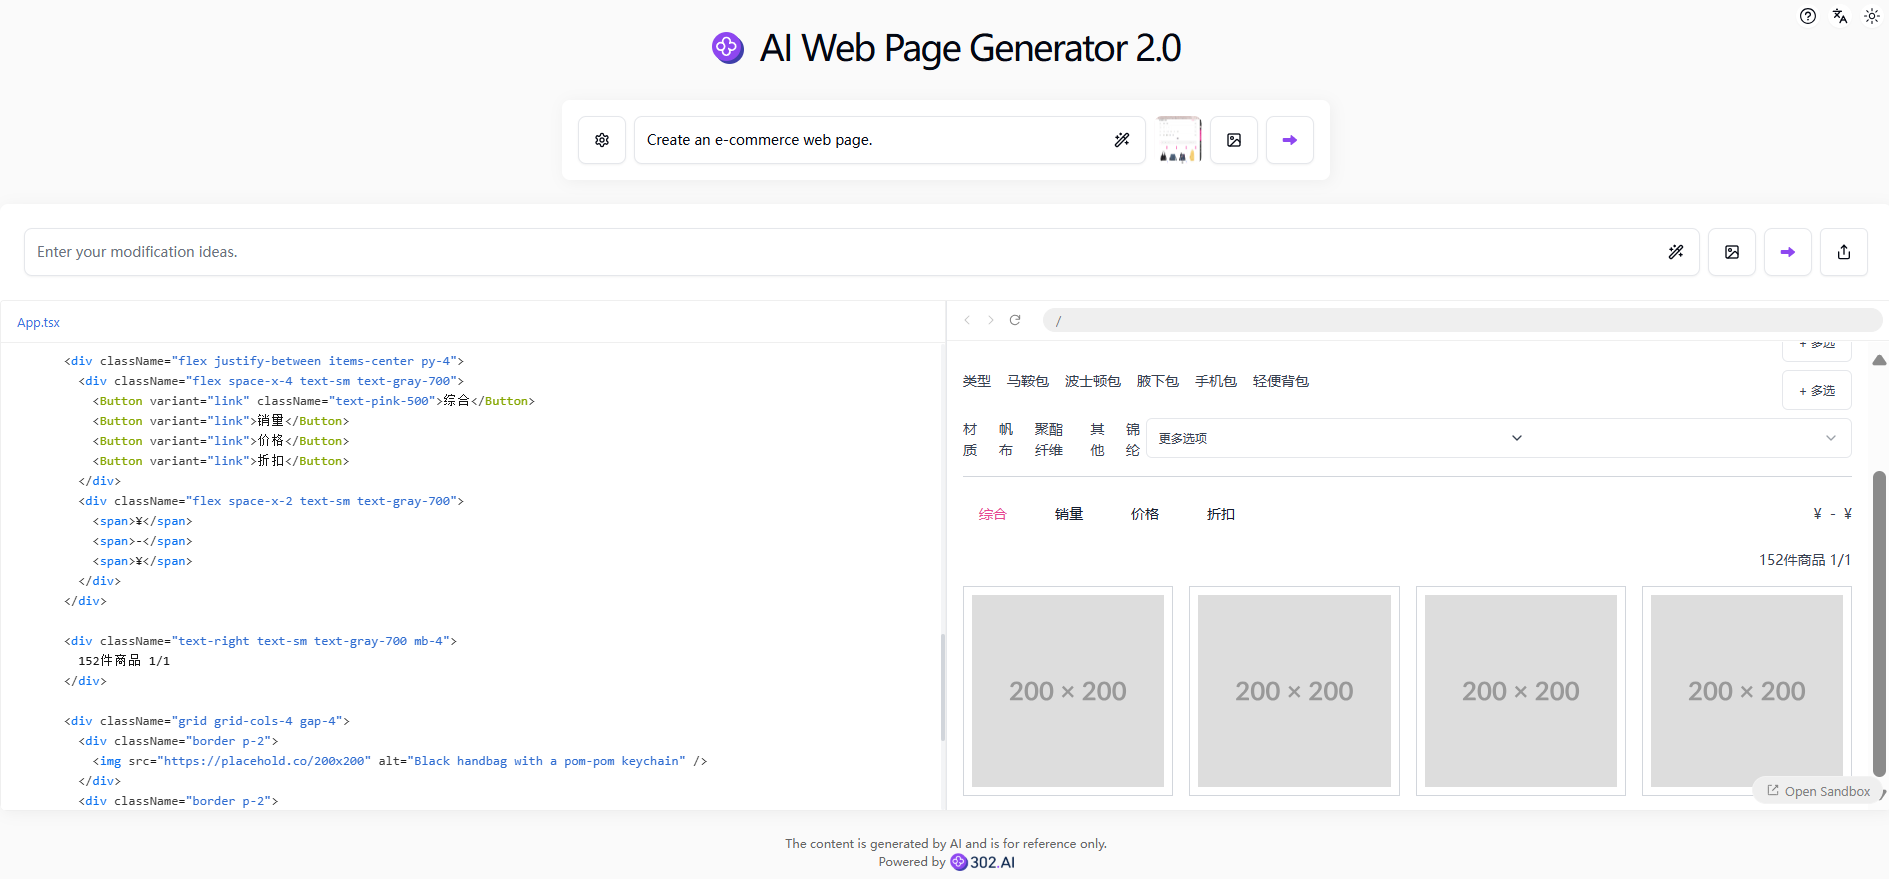 AI Web Page Generator 2.0
Create an e-commerce web page.
Enter your modification ideas.
App.tsx
<div className="flex justify-between items-center py-4">
<div className="flex space-x-4 text-sm text-gray-700">
<Button variant="link" className="text-pink-500">综合</Button>
<Button variant="link">销量</Button>
<Button variant="link">价格</Button>
<Button variant="link">折扣</Button>
</div>
<div className="flex space-x-2 text-sm text-gray-700">
<span>¥</span>
<span>-</span>
<span>¥</span>
</div>
</div>
<div className="text-right text-sm text-gray-700 mb-4">
152件商品 1/1
</div>
<div className="grid grid-cols-4 gap-4">
<div className="border p-2">
<img src="https://placehold.co/200x200" alt="Black handbag with a pom-pom keychain" />
</div>
<div className="border p-2">
/
+ 多选
类型 马鞍包 波士顿包 腋下包 手机包 轻便背包
+ 多选
材质 帆布 聚酯纤维 其他 锦纶 更多选项
综合 销量 价格 折扣 ¥ - ¥
152件商品 1/1
200 × 200 200 × 200 200 × 200 200 × 200
Open Sandbox
The content is generated by AI and is for reference only.
Powered by 302.AI